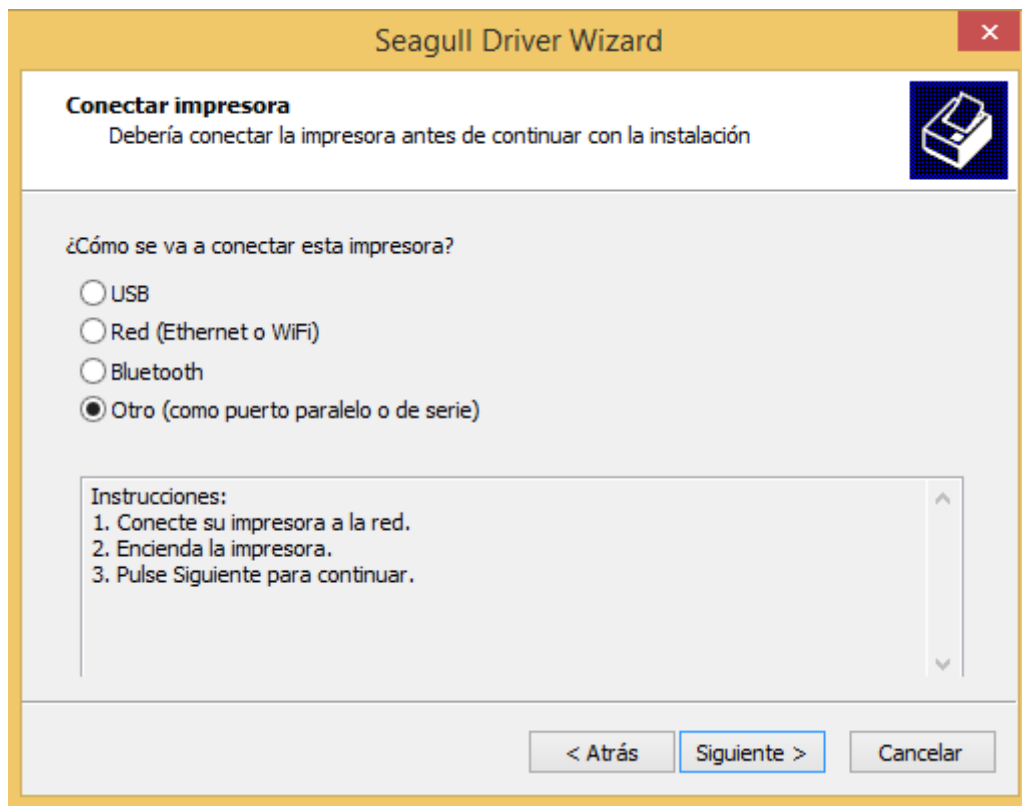 Seagull Driver Wizard
Conectar impresora
Debería conectar la impresora antes de continuar con la instalación
¿Cómo se va a conectar esta impresora?
USB
Red (Ethernet o WiFi)
Bluetooth
Otro (como puerto paralelo o de serie)
Instrucciones:
1. Conecte su impresora a la red.
2. Encienda la impresora.
3. Pulse Siguiente para continuar.
< Atrás Siguiente > Cancelar